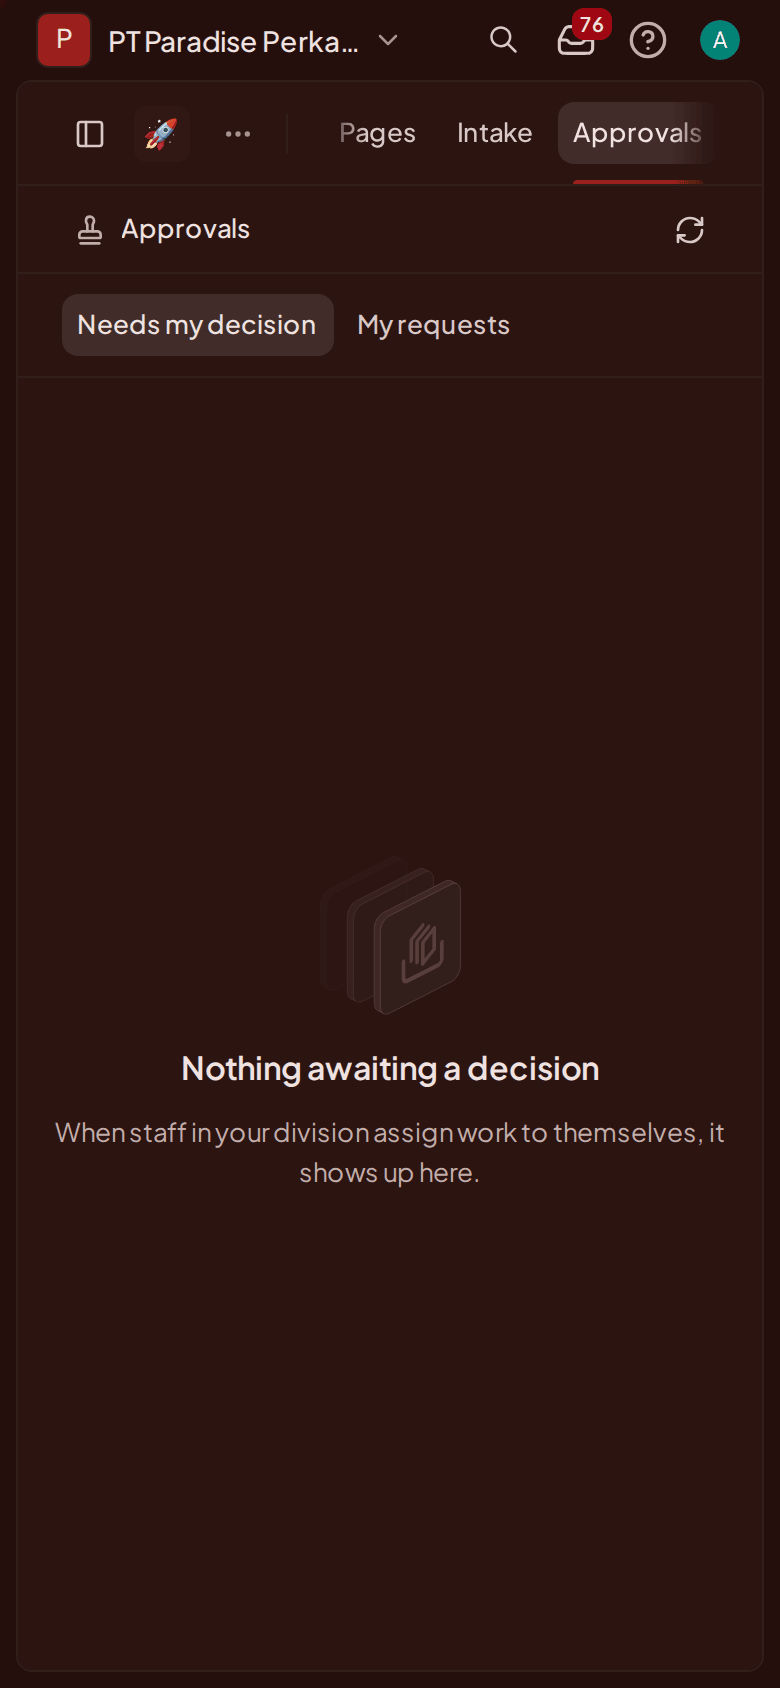 P PT Paradise Perka... 76 A
Pages Intake Approvals
Approvals
Needs my decision My requests
Nothing awaiting a decision
When staff in your division assign work to themselves, it
shows up here.